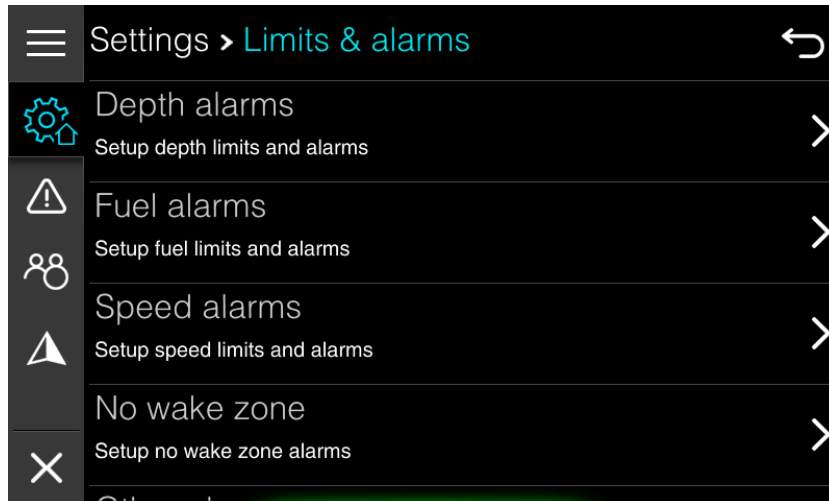 Settings > Limits & alarms
Depth alarms
Setup depth limits and alarms
Fuel alarms
Setup fuel limits and alarms
Speed alarms
Setup speed limits and alarms
No wake zone
Setup no wake zone alarms